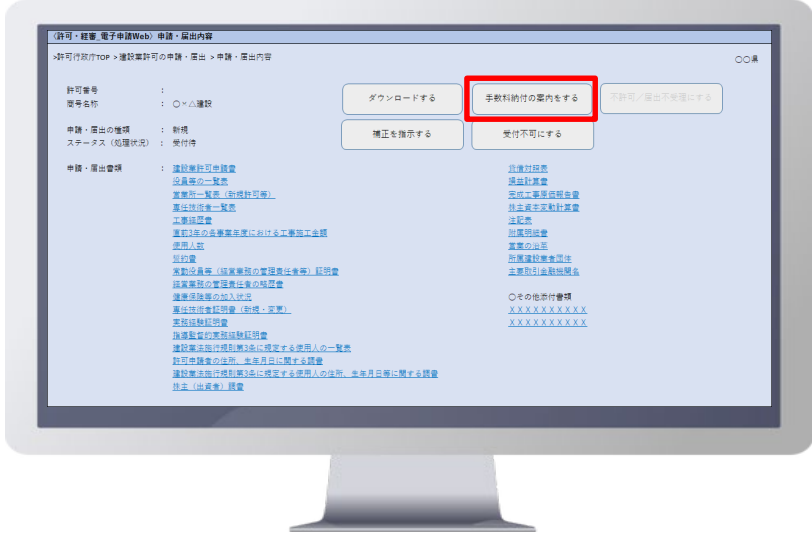 〈許可・経審_電子申請Web〉申請・届出内容
>許可行政庁TOP >建設業許可の申請・届出 >申請・届出内容
〇〇県
許可番号 :
商号名称 : 〇×△建設
ダウンロードする
手数料納付の案内をする
不許可／届出不受理にする
申請・届出の種類 : 新規
ステータス（処理状況） : 受付待
補正を指示する
受付不可にする
申請・届出書類 : 建設業許可申請書
役員等の一覧表
営業所一覧表（新規許可等）
専任技術者一覧表
工事経歴書
直前3年の各事業年度における工事施工金額
使用人数
誓約書
常勤役員等（経営業務の管理責任者等）証明書
経営業務の管理責任者の略歴書
健康保険等の加入状況
専任技術者証明書（新規・変更）
実務経験証明書
指導監督的実務経験証明書
建設業法施行規則第3条に規定する使用人の一覧表
許可申請者の住所、生年月日に関する調書
建設業法施行規則第3条に規定する使用人の住所、生年月日等に関する調書
株主（出資者）調書
貸借対照表
損益計算書
完成工事原価報告書
株主資本変動計算書
注記表
附属明細書
営業の沿革
所属建設業者団体
主要取引金融機関名
〇その他添付書類
ＸＸＸＸＸＸＸＸＸＸ
ＸＸＸＸＸＸＸＸＸＸ